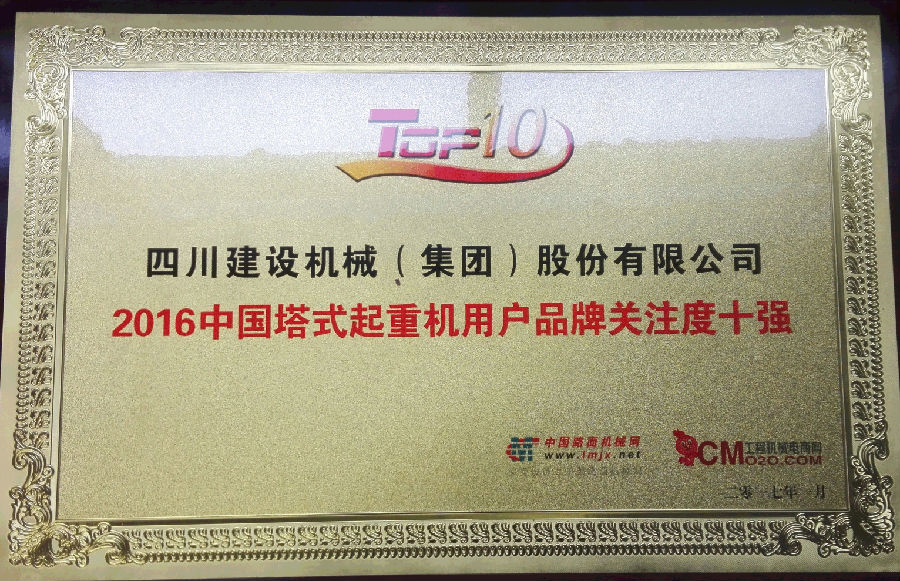 TOP10
四川建设机械（集团）股份有限公司
2016中国塔式起重机用户品牌关注度十强
中国路面机械网
www.lmjx.net
CM工程机械电商网
O2O.COM
二零一七年一月